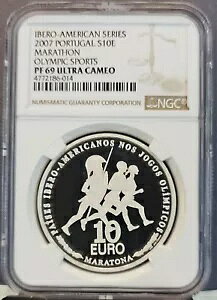 IBERO-AMERICAN SERIES
2007 PORTUGAL S10E
MARATHON
OLYMPIC SPORTS
PF 69 ULTRA CAMEO
4772186-014
NGC
NUMISMATIC GUARANTY CORPORATION
PAÍSES IBERO-AMERICANOS NOS JOGOS OLÍMPICOS
10
EURO
MARATONA